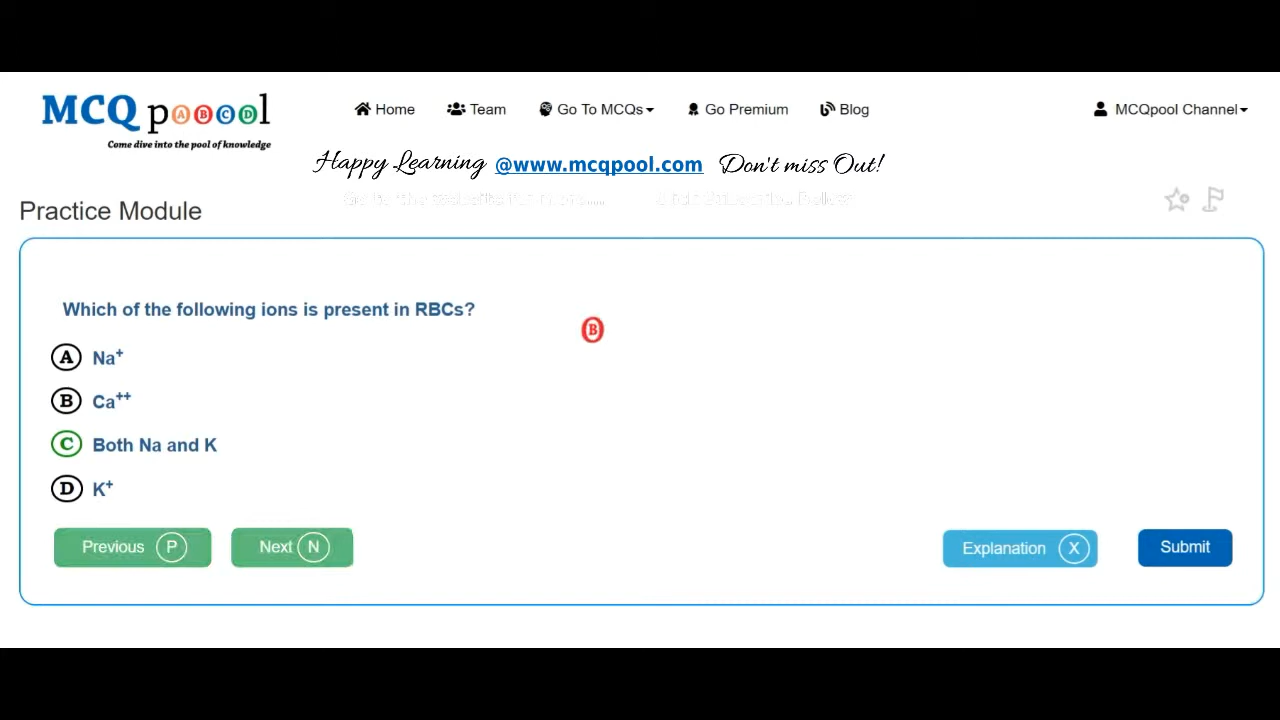 MCQ pABCDl
Come dive into the pool of knowledge
Home Team Go To MCQs Go Premium Blog MCQpool Channel
Happy Learning @www.mcqpool.com Don't miss Out!
Practice Module
Which of the following ions is present in RBCs?
B
A Na⁺
B Ca⁺⁺
C Both Na and K
D K⁺
Previous P Next N Explanation X Submit